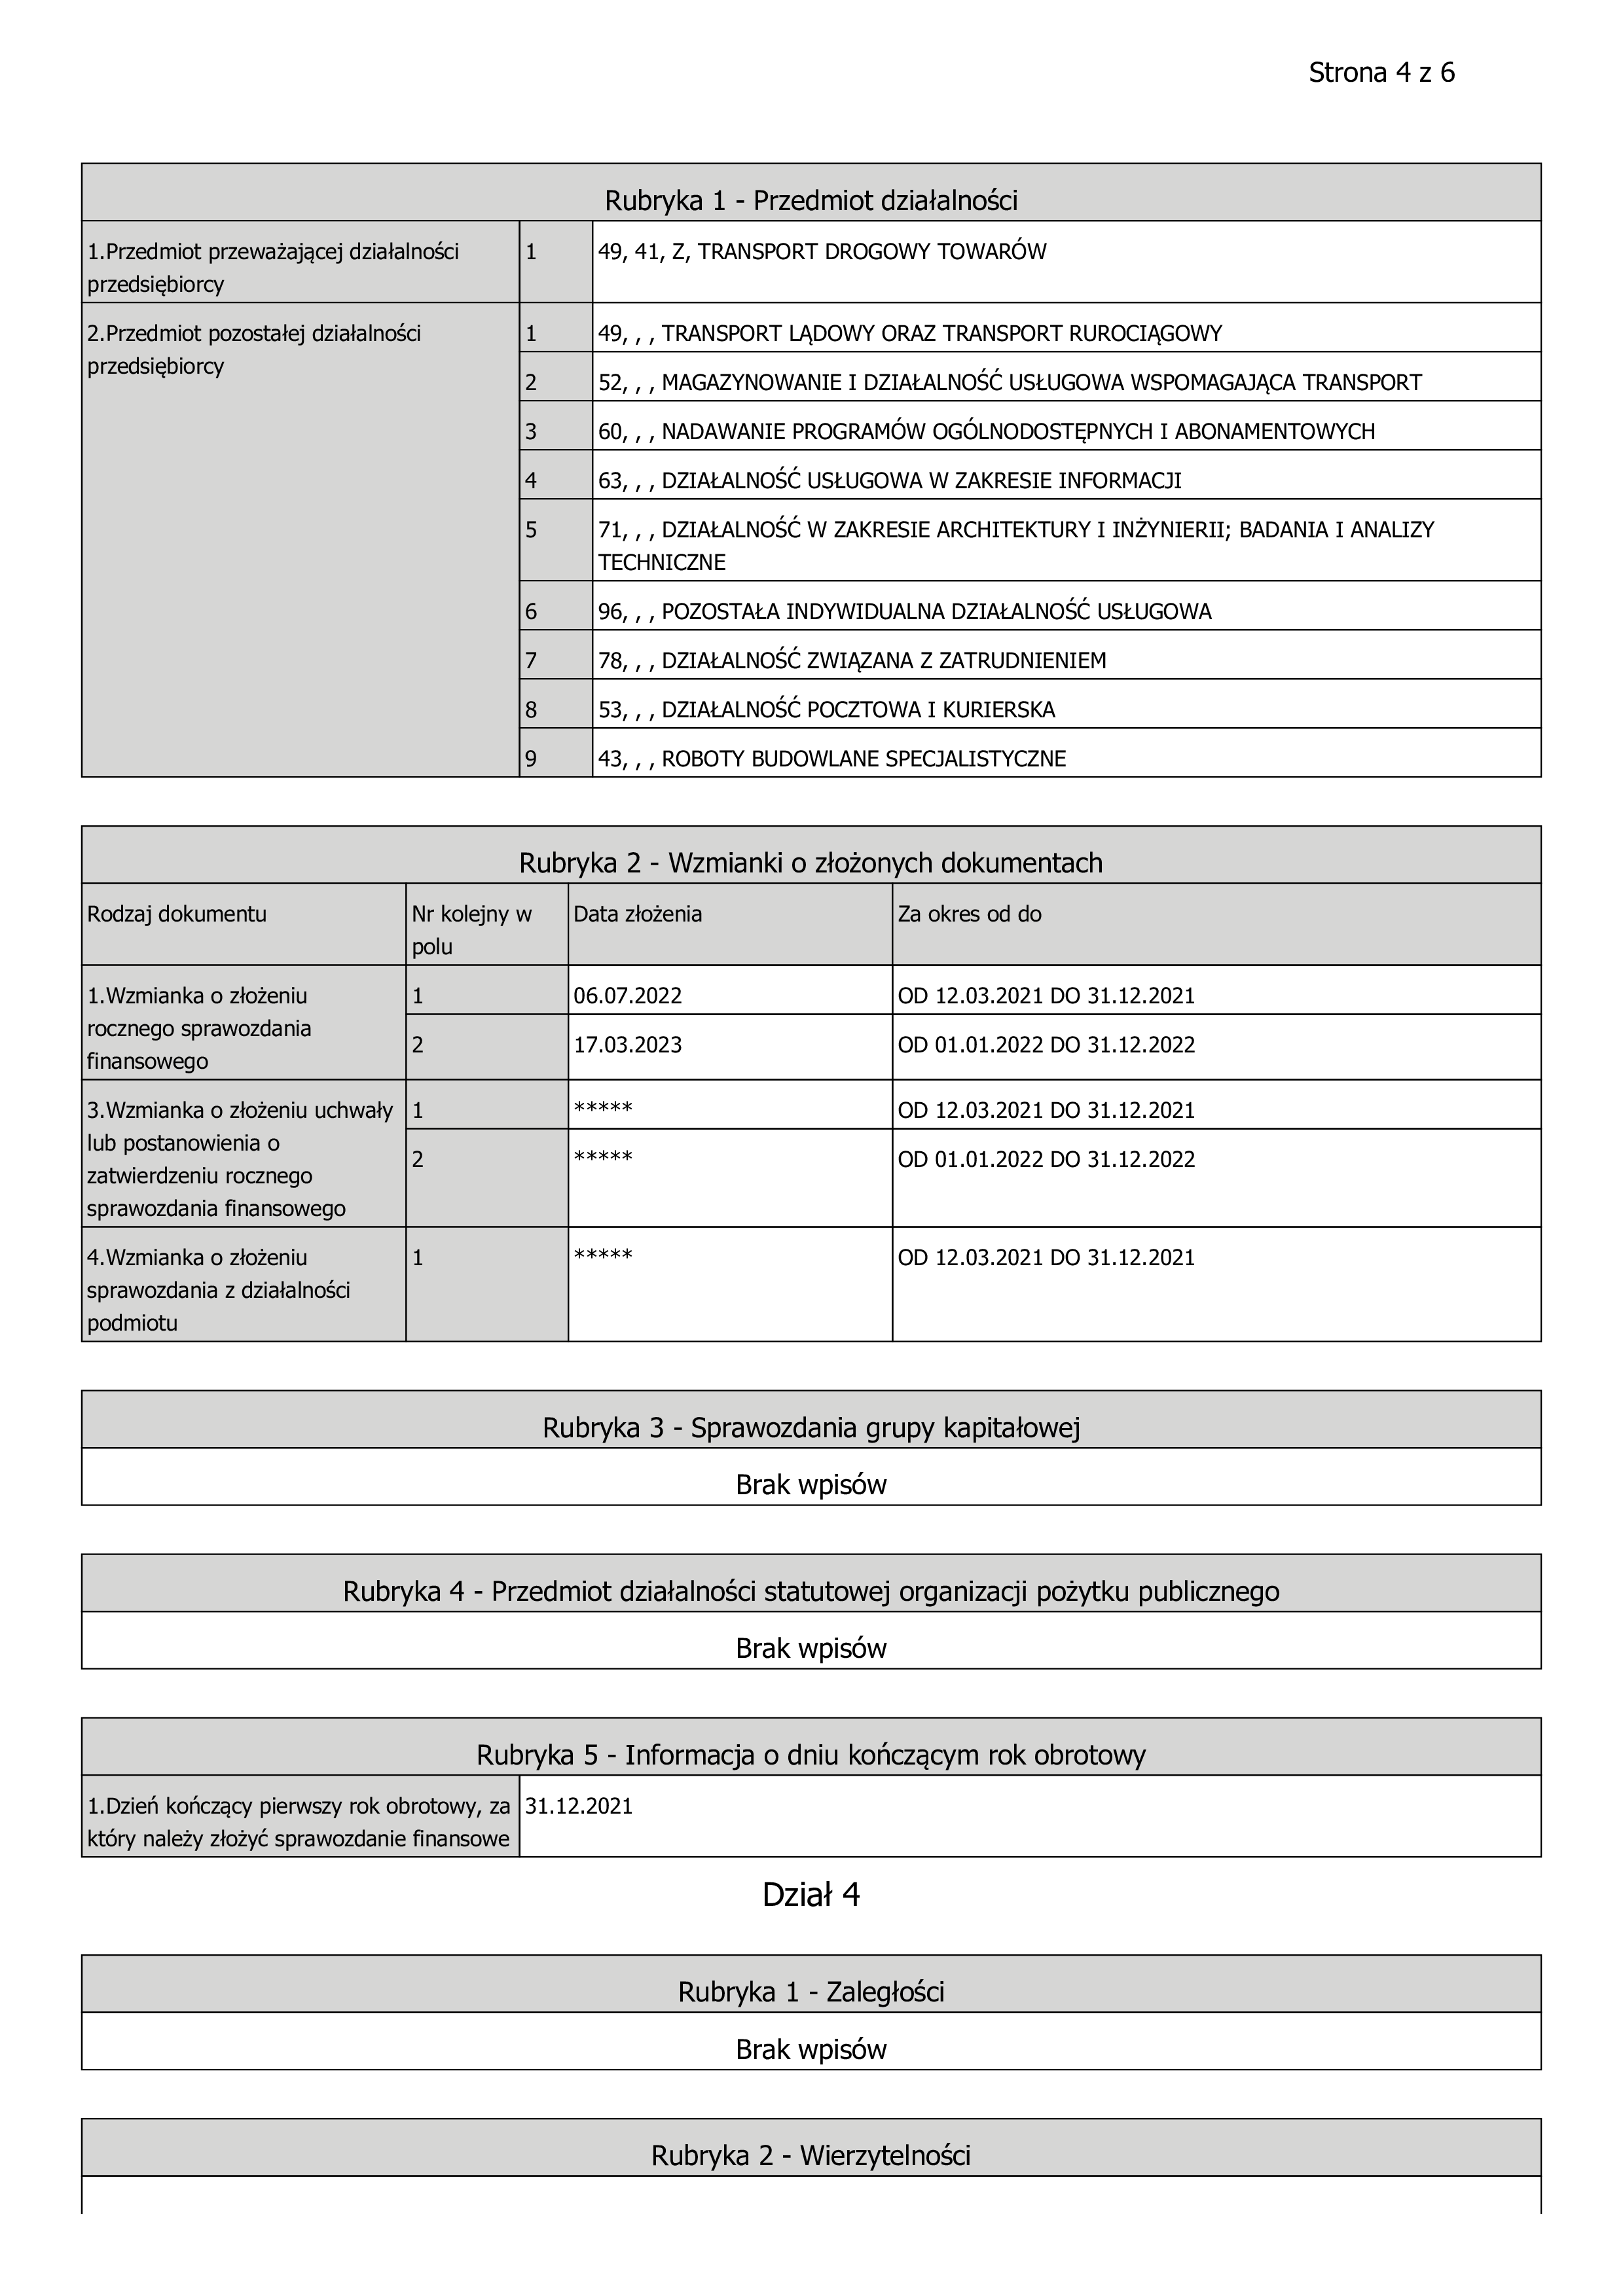 Strona 4 z 6
Rubryka 1 - Przedmiot działalności
1.Przedmiot przeważającej działalności
przedsiębiorcy
1
49, 41, Z, TRANSPORT DROGOWY TOWARÓW
2.Przedmiot pozostałej działalności
przedsiębiorcy
1
49, , , TRANSPORT LĄDOWY ORAZ TRANSPORT RUROCIĄGOWY
2
52, , , MAGAZYNOWANIE I DZIAŁALNOŚĆ USŁUGOWA WSPOMAGAJĄCA TRANSPORT
3
60, , , NADAWANIE PROGRAMÓW OGÓLNODOSTĘPNYCH I ABONAMENTOWYCH
4
63, , , DZIAŁALNOŚĆ USŁUGOWA W ZAKRESIE INFORMACJI
5
71, , , DZIAŁALNOŚĆ W ZAKRESIE ARCHITEKTURY I INŻYNIERII; BADANIA I ANALIZY
TECHNICZNE
6
96, , , POZOSTAŁA INDYWIDUALNA DZIAŁALNOŚĆ USŁUGOWA
7
78, , , DZIAŁALNOŚĆ ZWIĄZANA Z ZATRUDNIENIEM
8
53, , , DZIAŁALNOŚĆ POCZTOWA I KURIERSKA
9
43, , , ROBOTY BUDOWLANE SPECJALISTYCZNE
Rubryka 2 - Wzmianki o złożonych dokumentach
Rodzaj dokumentu
Nr kolejny w
polu
Data złożenia
Za okres od do
1.Wzmianka o złożeniu
rocznego sprawozdania
finansowego
1
06.07.2022
OD 12.03.2021 DO 31.12.2021
2
17.03.2023
OD 01.01.2022 DO 31.12.2022
3.Wzmianka o złożeniu uchwały
lub postanowienia o
zatwierdzeniu rocznego
sprawozdania finansowego
1
*****
OD 12.03.2021 DO 31.12.2021
2
*****
OD 01.01.2022 DO 31.12.2022
4.Wzmianka o złożeniu
sprawozdania z działalności
podmiotu
1
*****
OD 12.03.2021 DO 31.12.2021
Rubryka 3 - Sprawozdania grupy kapitałowej
Brak wpisów
Rubryka 4 - Przedmiot działalności statutowej organizacji pożytku publicznego
Brak wpisów
Rubryka 5 - Informacja o dniu kończącym rok obrotowy
1.Dzień kończący pierwszy rok obrotowy, za
który należy złożyć sprawozdanie finansowe
31.12.2021
Dział 4
Rubryka 1 - Zaległości
Brak wpisów
Rubryka 2 - Wierzytelności